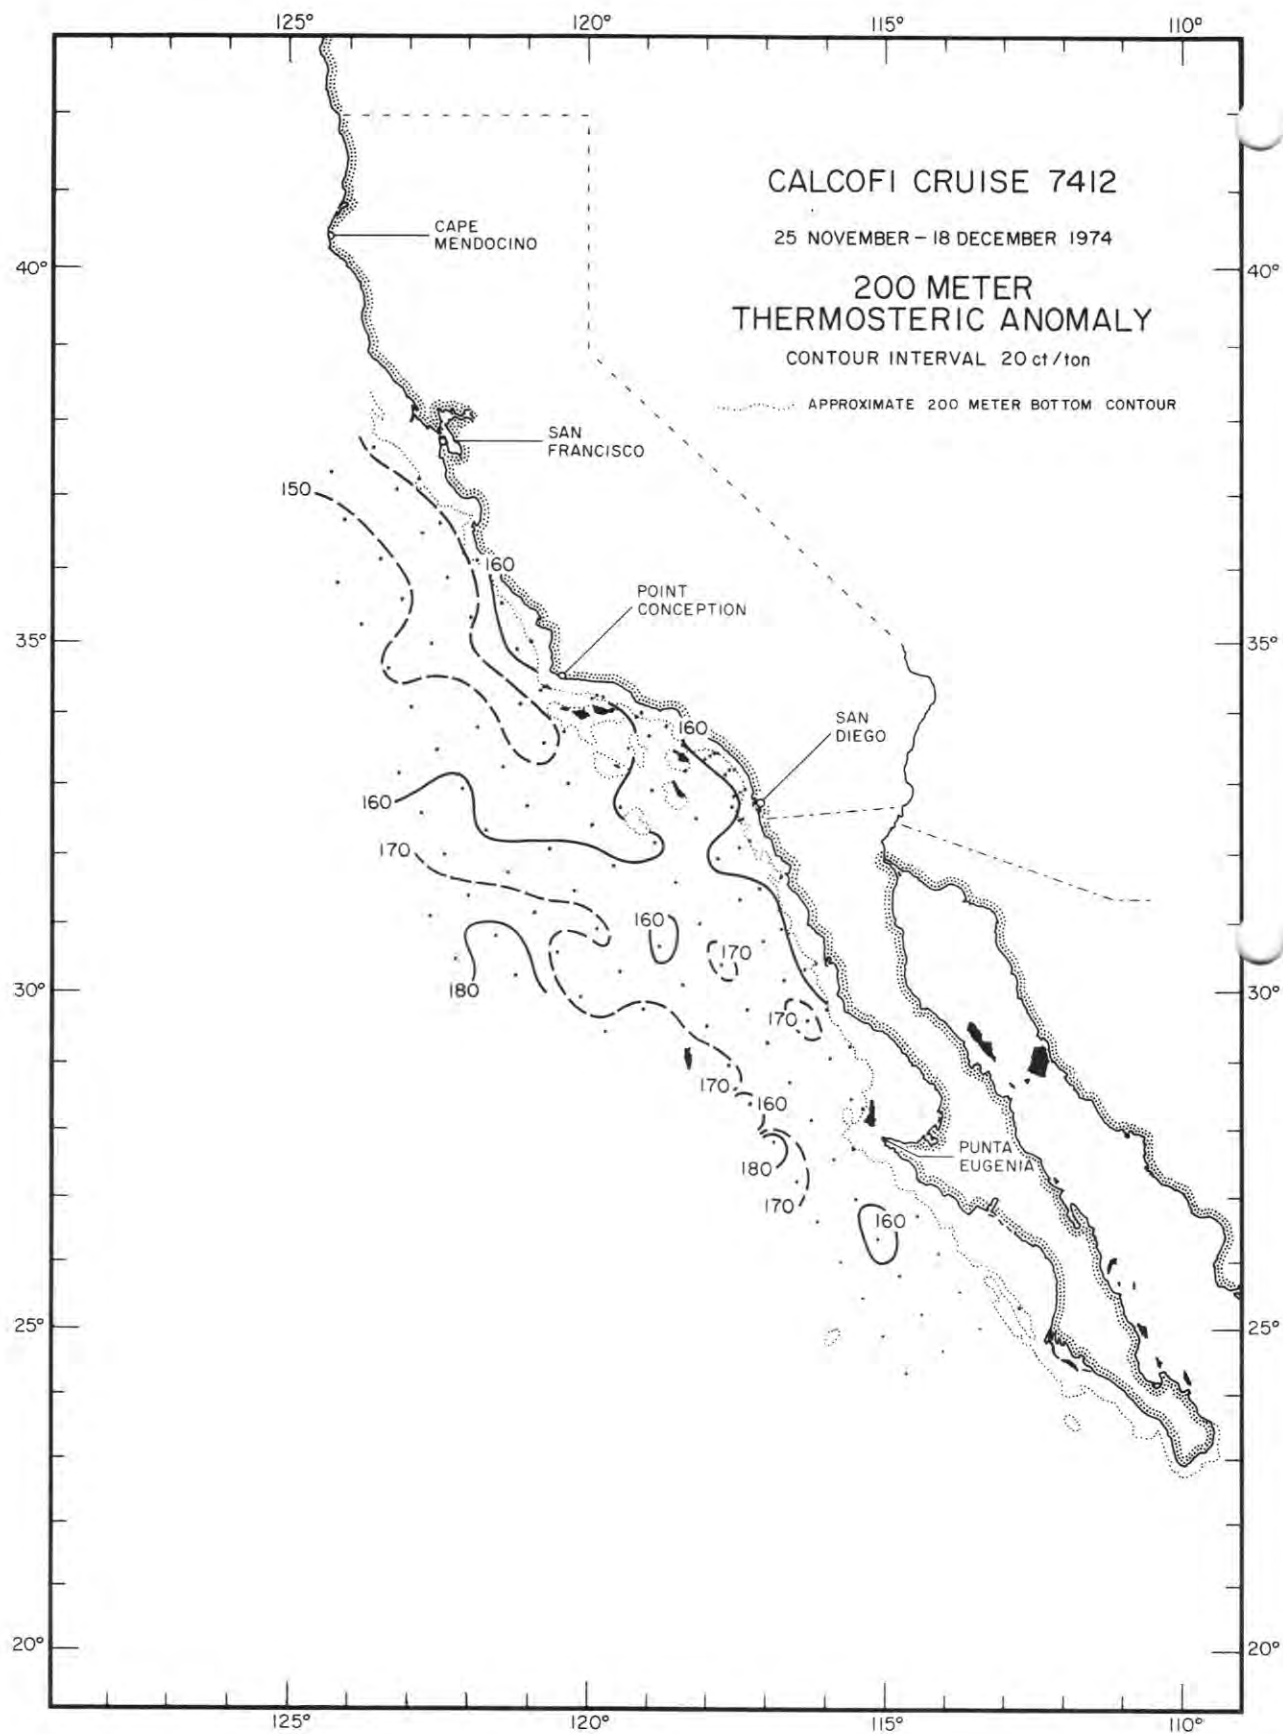 125°
120°
115°
110°
CALCOFI CRUISE 7412
25 NOVEMBER – 18 DECEMBER 1974
CAPE
MENDOCINO
40°
40°
200 METER
THERMOSTERIC ANOMALY
CONTOUR INTERVAL 20 ct/ton
APPROXIMATE 200 METER BOTTOM CONTOUR
SAN
FRANCISCO
150
160
POINT
CONCEPTION
35°
35°
160
SAN
DIEGO
160
170
160
170
180
30°
30°
170
170
160
PUNTA
EUGENIA
180
170
160
25°
25°
20°
20°
125°
120°
115°
110°